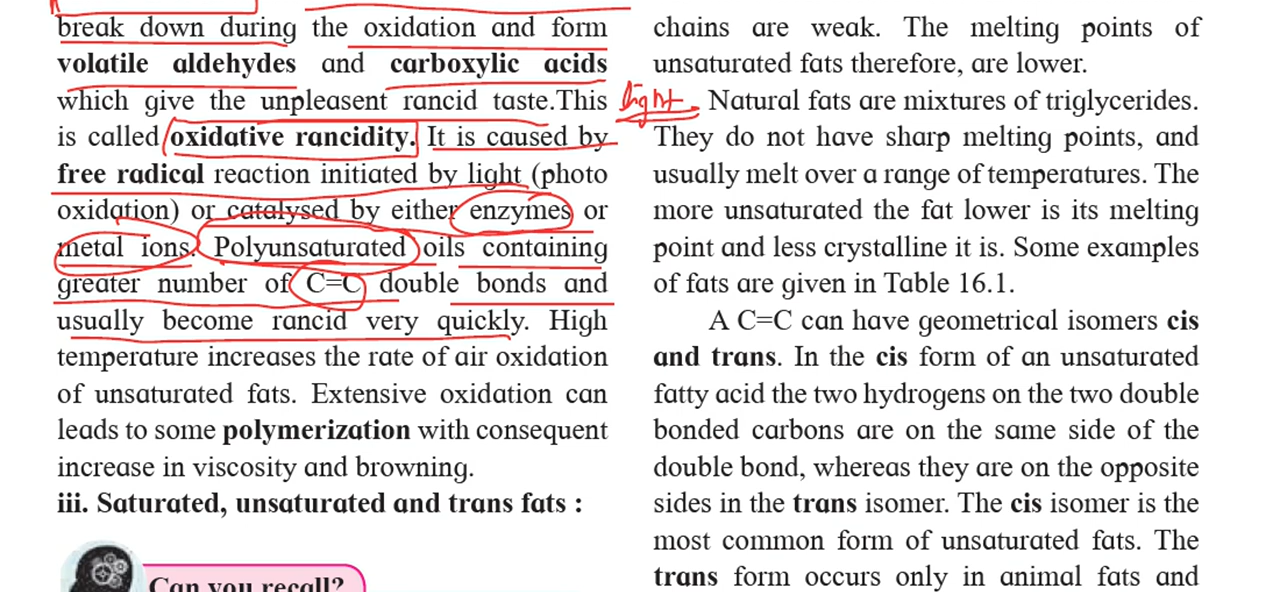 break down during the oxidation and form
volatile aldehydes and carboxylic acids
which give the unpleasent rancid taste.This
is called oxidative rancidity. It is caused by
free radical reaction initiated by light (photo
oxidation) or catalysed by either enzymes or
metal ions. Polyunsaturated oils containing
greater number of C=C double bonds and
usually become rancid very quickly. High
temperature increases the rate of air oxidation
of unsaturated fats. Extensive oxidation can
leads to some polymerization with consequent
increase in viscosity and browning.
iii. Saturated, unsaturated and trans fats :
Can you recall?
light
chains are weak. The melting points of
unsaturated fats therefore, are lower.
Natural fats are mixtures of triglycerides.
They do not have sharp melting points, and
usually melt over a range of temperatures. The
more unsaturated the fat lower is its melting
point and less crystalline it is. Some examples
of fats are given in Table 16.1.
A C=C can have geometrical isomers cis
and trans. In the cis form of an unsaturated
fatty acid the two hydrogens on the two double
bonded carbons are on the same side of the
double bond, whereas they are on the opposite
sides in the trans isomer. The cis isomer is the
most common form of unsaturated fats. The
trans form occurs only in animal fats and